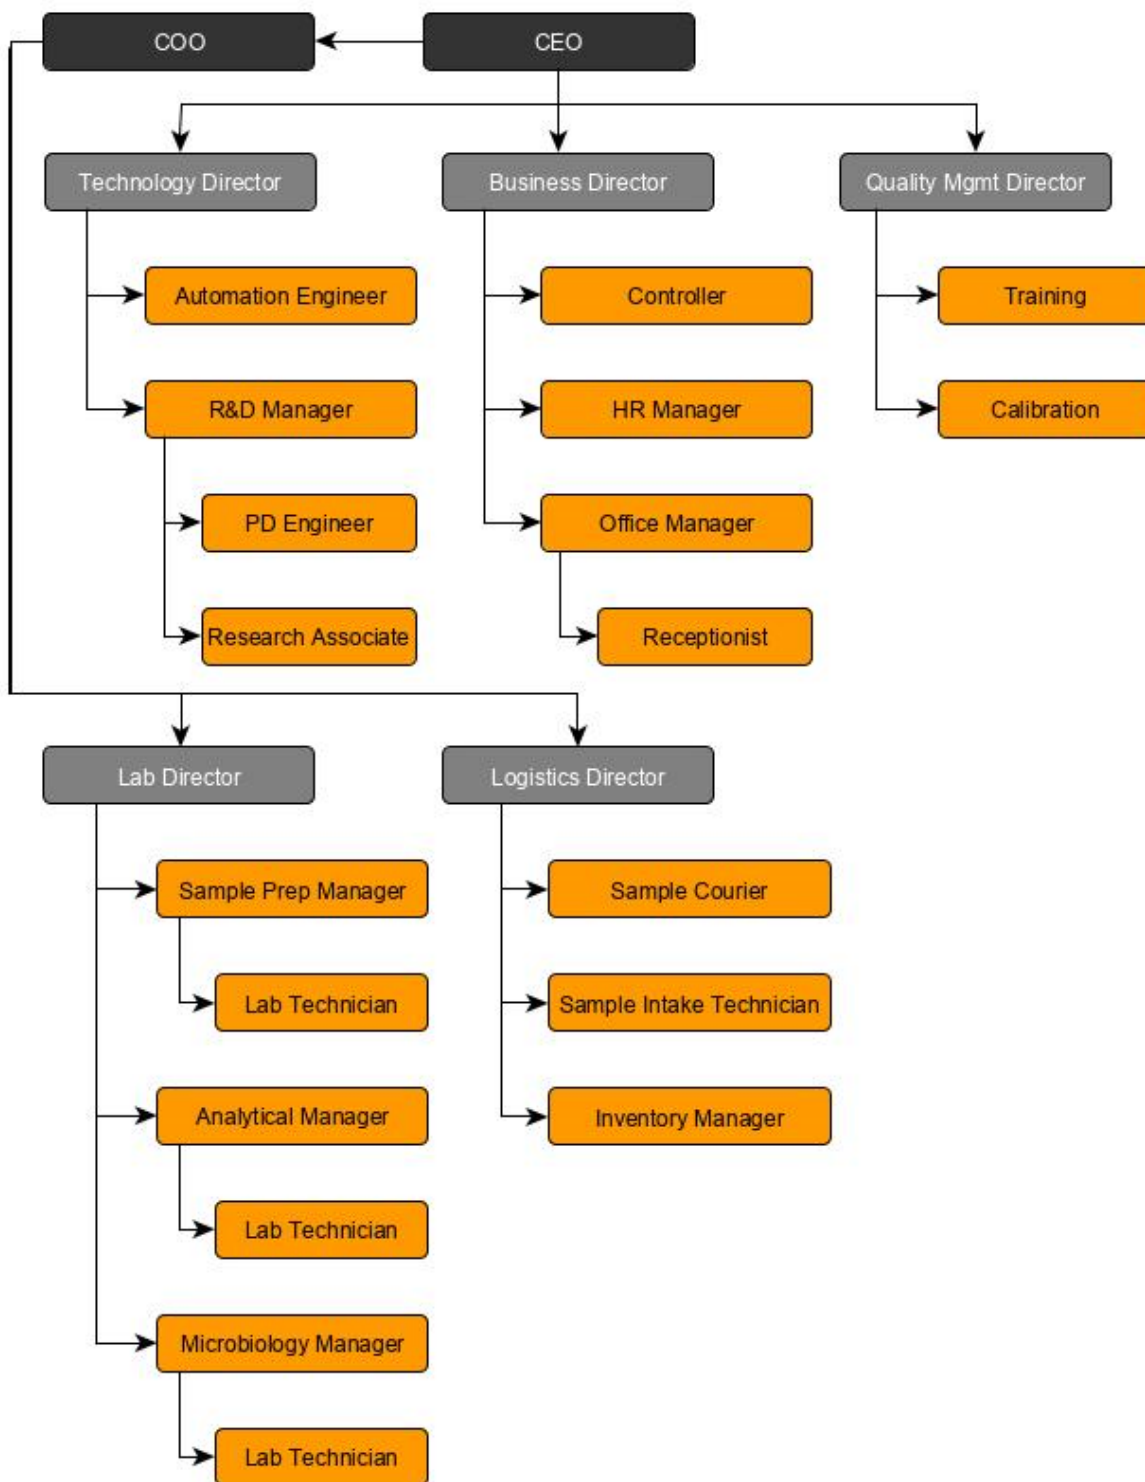 COO
CEO
Technology Director
Business Director
Quality Mgmt Director
Automation Engineer
Controller
Training
R&D Manager
HR Manager
Calibration
PD Engineer
Office Manager
Research Associate
Receptionist
Lab Director
Logistics Director
Sample Prep Manager
Sample Courier
Lab Technician
Sample Intake Technician
Analytical Manager
Inventory Manager
Lab Technician
Microbiology Manager
Lab Technician